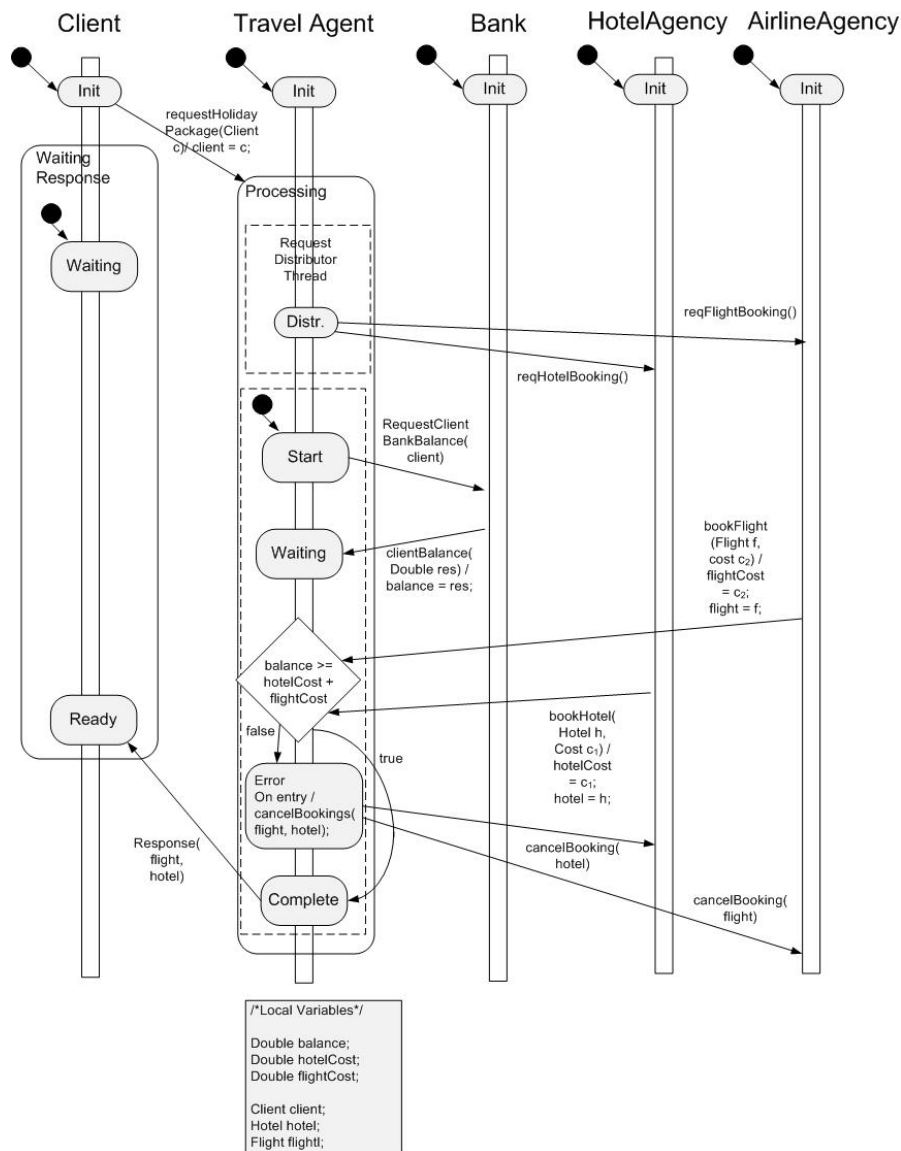 Client
Travel Agent
Bank
HotelAgency
AirlineAgency
Init
Init
Init
Init
Init
requestHoliday
Package(Client
c)/ client = c;
Waiting
Response
Processing
Waiting
Request
Distributor
Thread
Distr.
reqFlightBooking()
reqHotelBooking()
RequestClient
BankBalance(
client)
Start
Waiting
clientBalance(
Double res) /
balance = res;
bookFlight
(Flight f,
cost c₂) /
flightCost
= c₂;
flight = f;
balance >=
hotelCost +
flightCost
Ready
false
true
bookHotel(
Hotel h,
Cost c₁) /
hotelCost
= c₁;
hotel = h;
Error
On entry /
cancelBookings(
flight, hotel);
Response(
flight,
hotel)
cancelBooking(
hotel)
Complete
cancelBooking(
flight)
/*Local Variables*/
Double balance;
Double hotelCost;
Double flightCost;
Client client;
Hotel hotel;
Flight flightl;